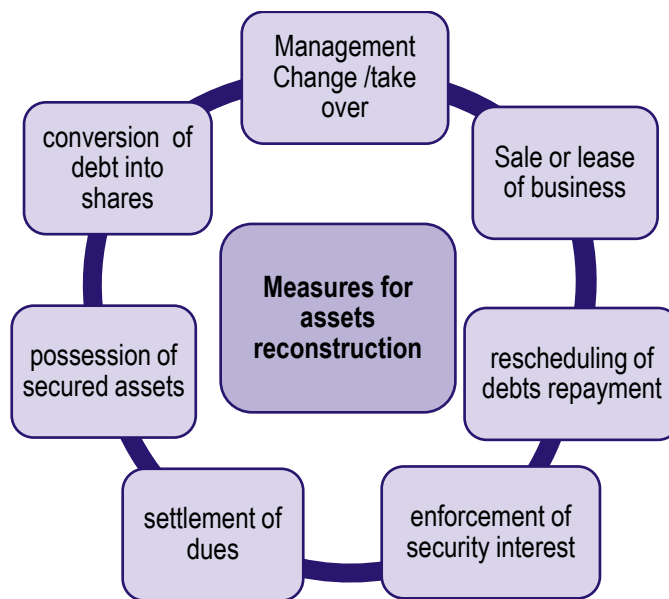 Management
Change /take
over
Sale or lease
of business
rescheduling of
debts repayment
enforcement of
security interest
settlement of
dues
possession of
secured assets
conversion of
debt into
shares
Measures for
assets
reconstruction